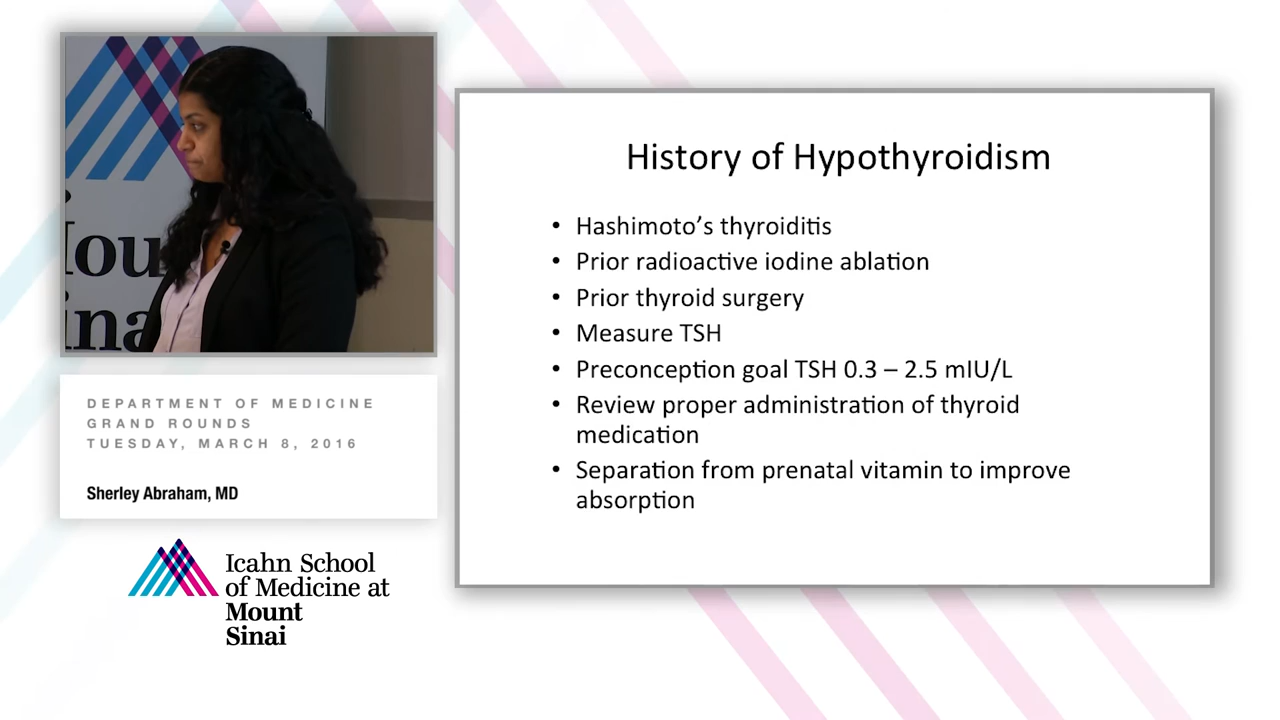 Mou
Sina
DEPARTMENT OF MEDICINE
GRAND ROUNDS
TUESDAY, MARCH 8, 2016
Sherley Abraham, MD
Icahn School
of Medicine at
Mount
Sinai
History of Hypothyroidism
• Hashimoto’s thyroiditis
• Prior radioactive iodine ablation
• Prior thyroid surgery
• Measure TSH
• Preconception goal TSH 0.3 – 2.5 mIU/L
• Review proper administration of thyroid
medication
• Separation from prenatal vitamin to improve
absorption